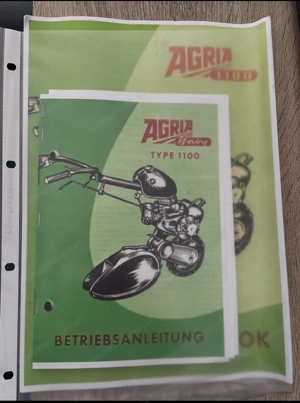 AGRIA
1100
AGRIA
Baby
TYPE 1100
BETRIEBSANLEITUNG
OK